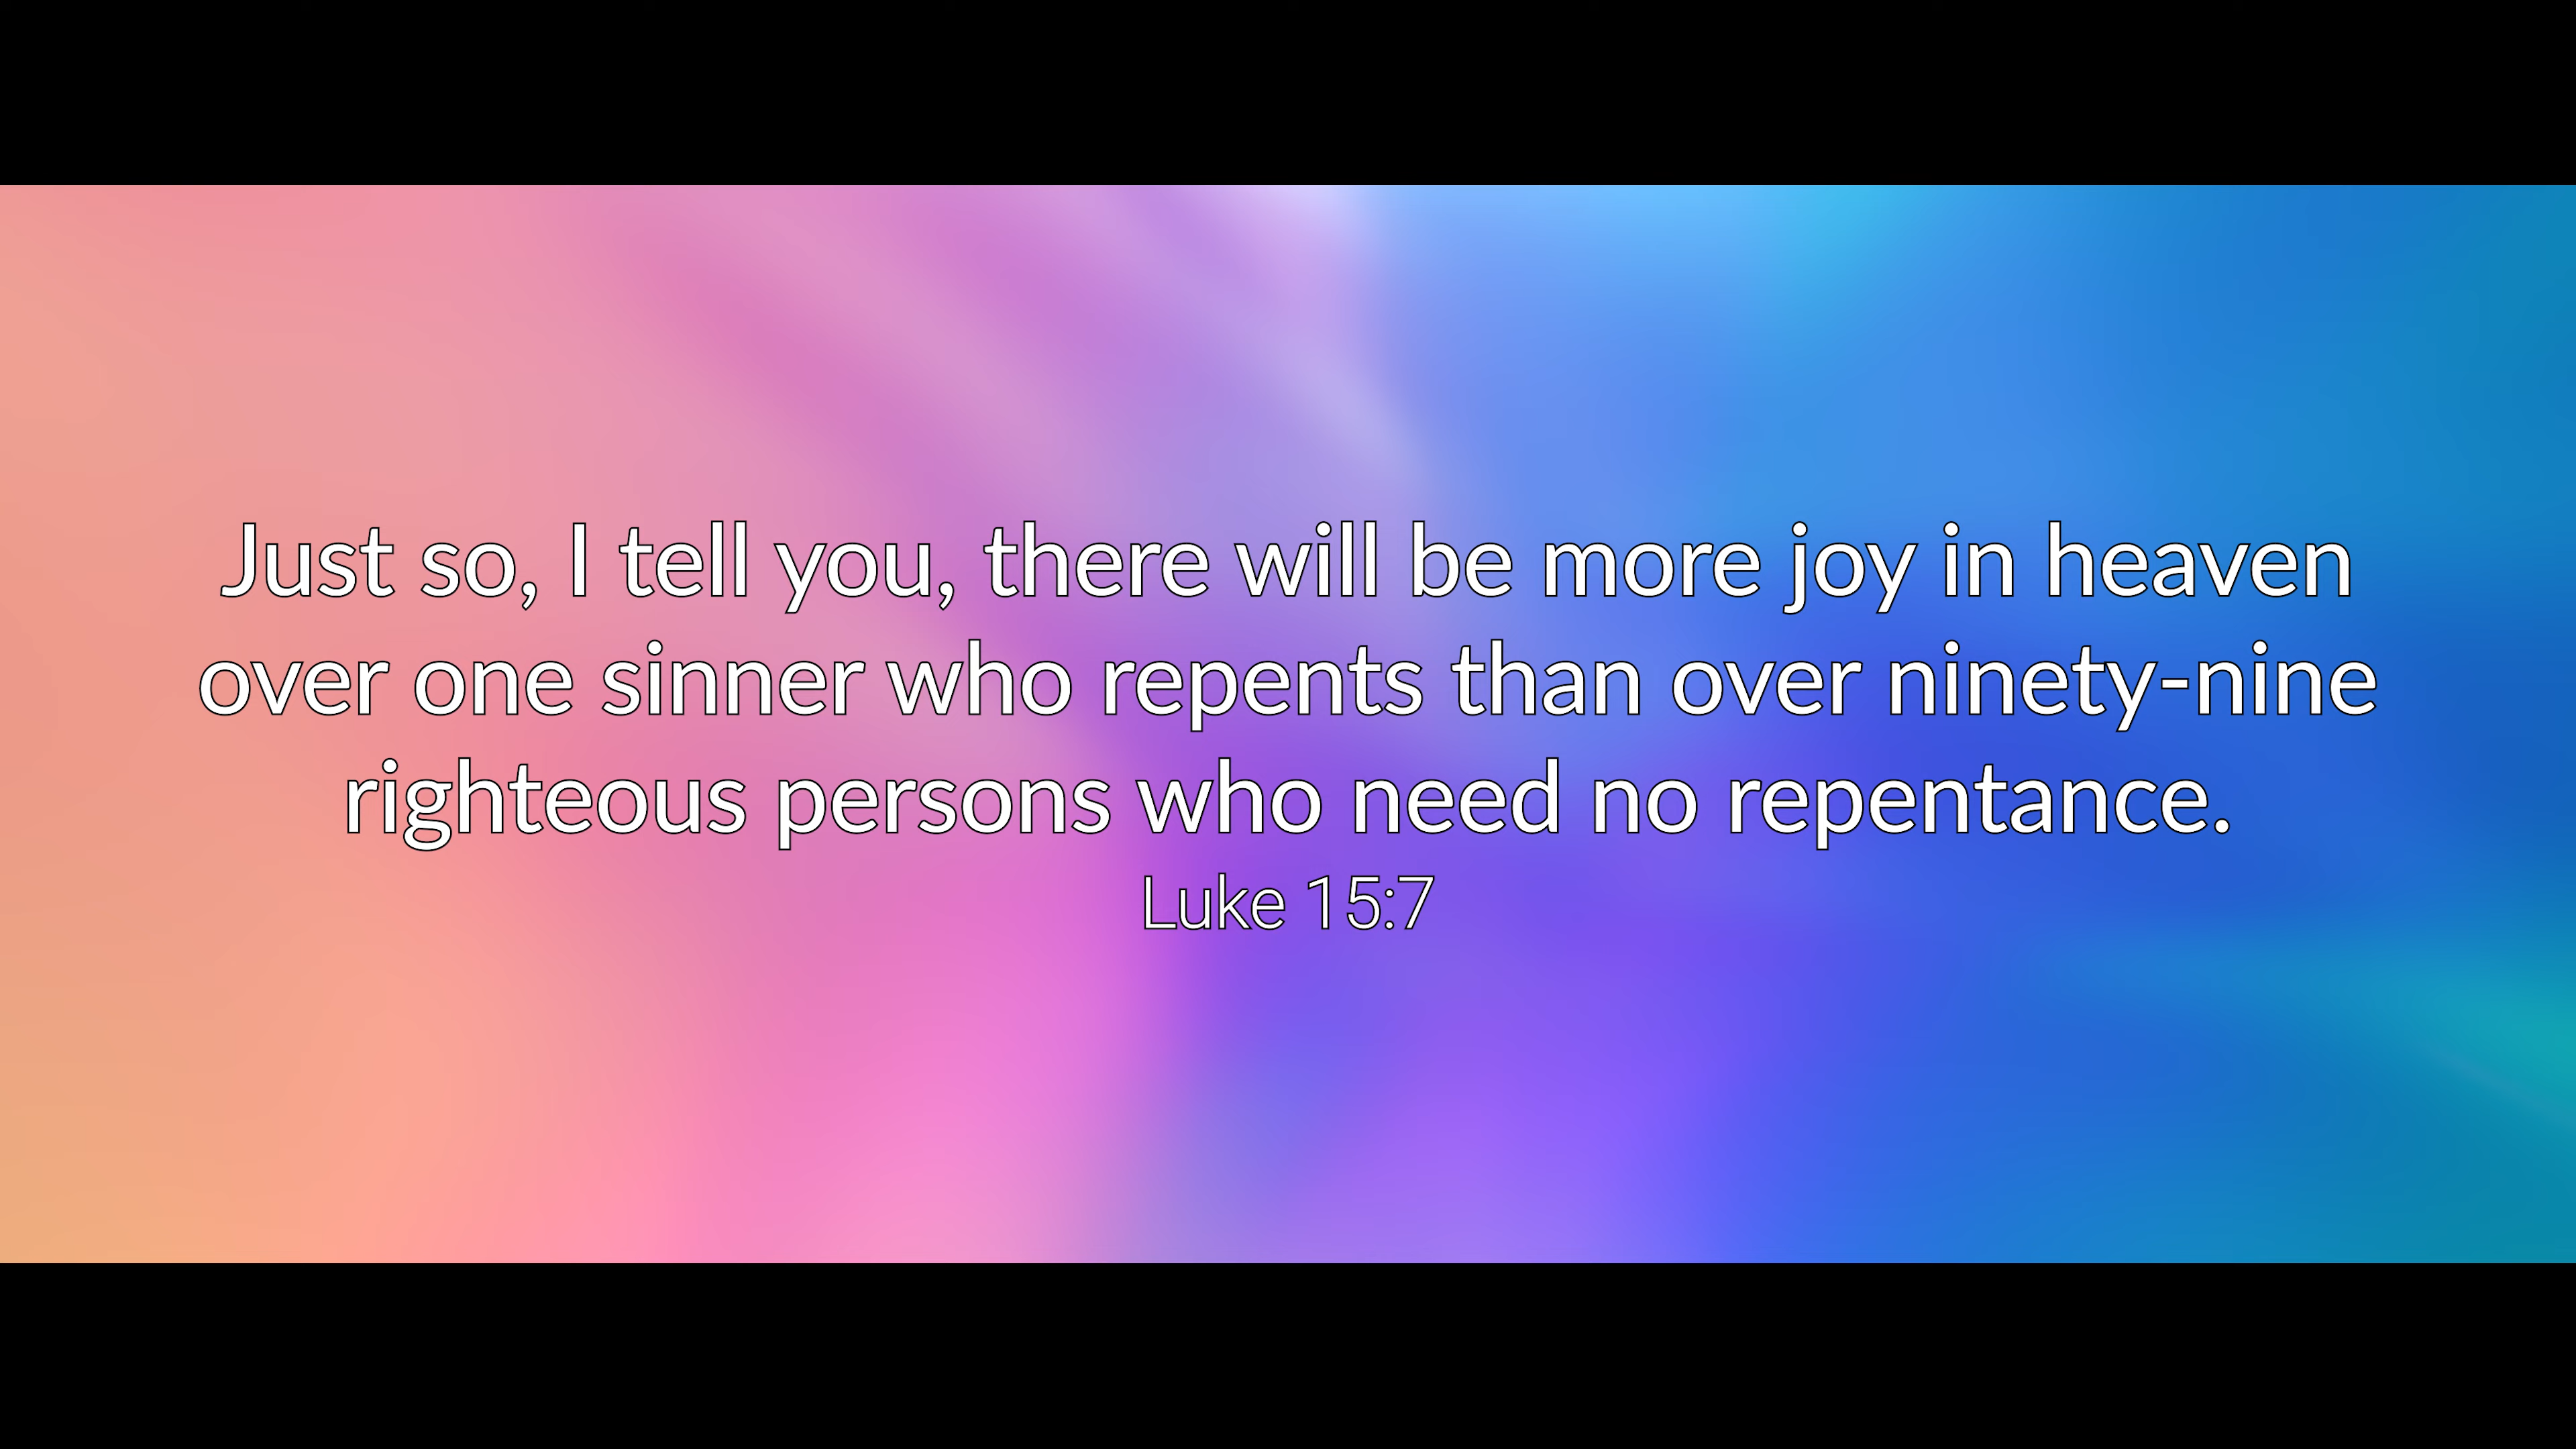 Just so, I tell you, there will be more joy in heaven
over one sinner who repents than over ninety-nine
righteous persons who need no repentance.
Luke 15:7